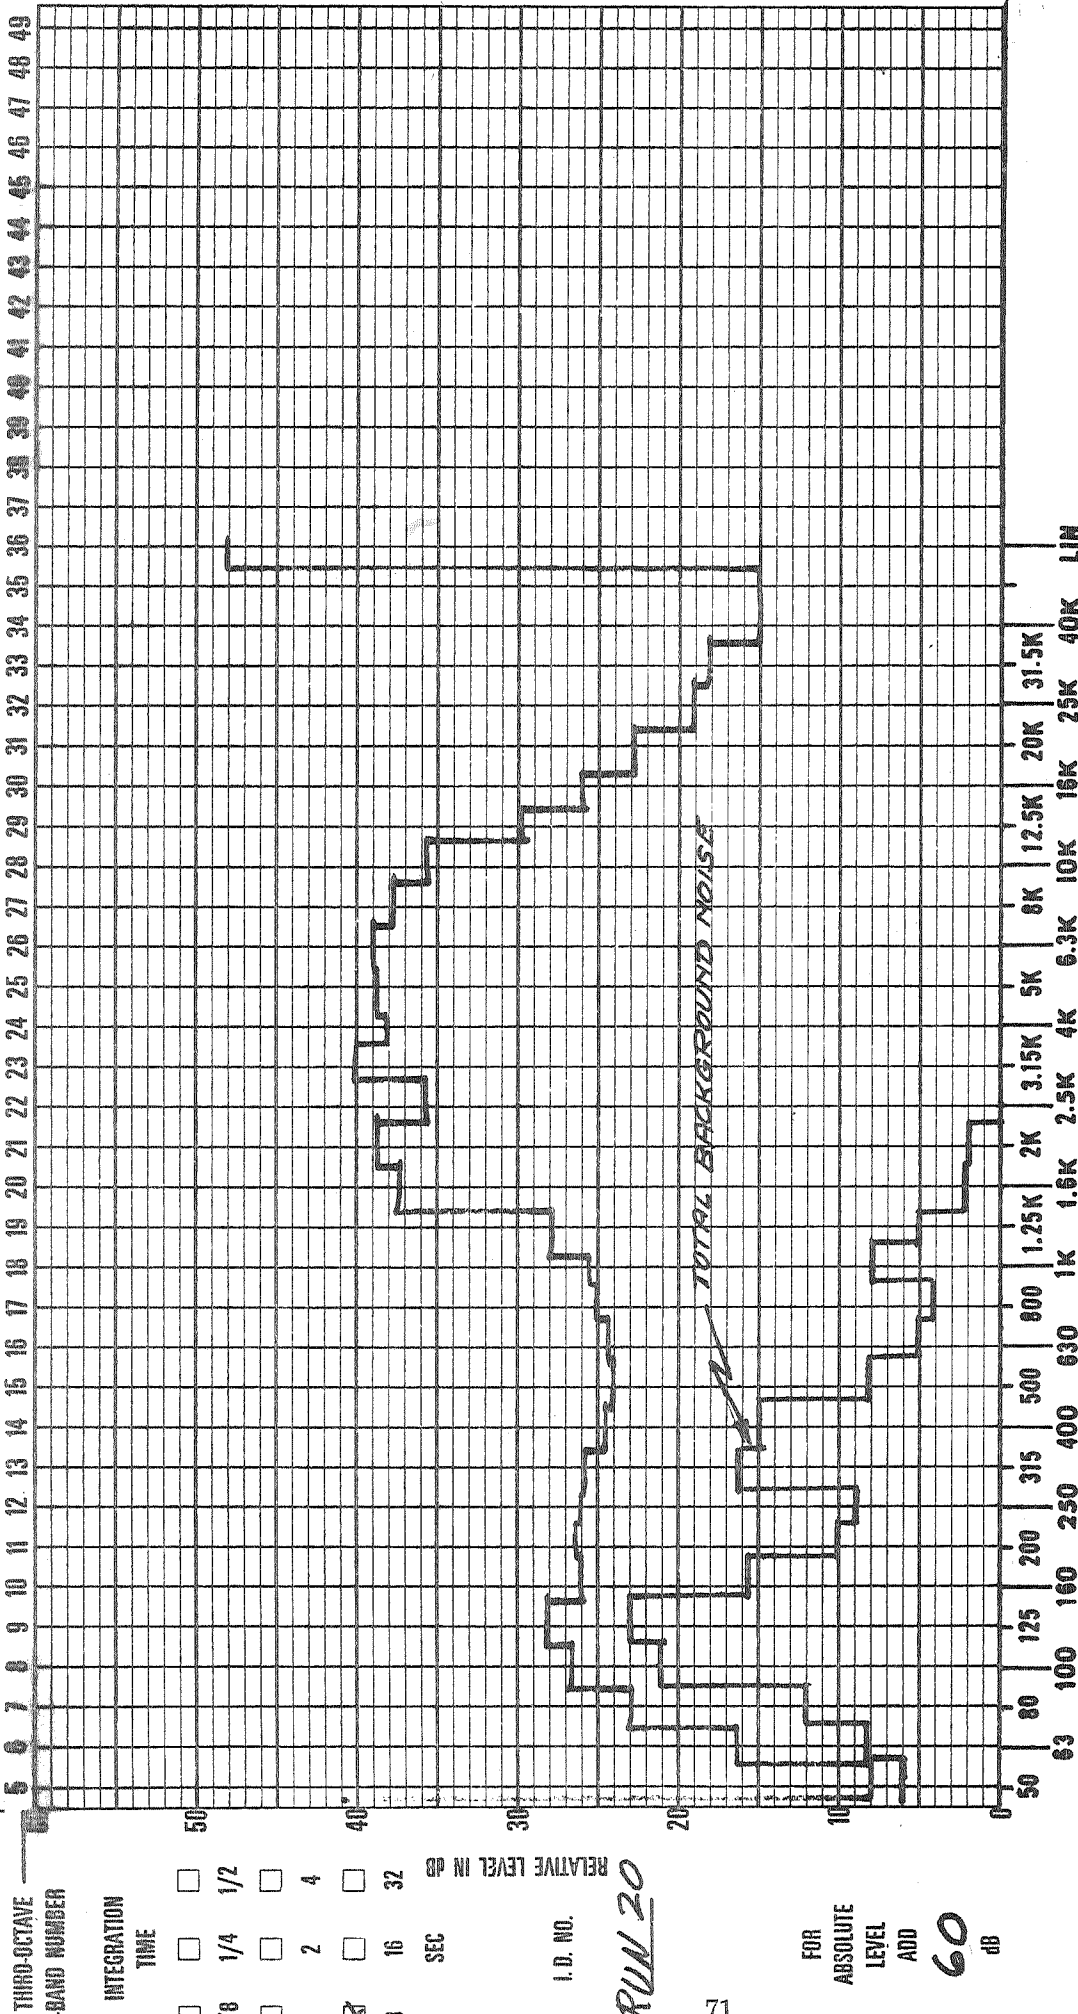 THIRD-OCTAVE
-BAND NUMBER
5 6 7 8 9 10 11 12 13 14 15 16 17 18 19 20 21 22 23 24 25 26 27 28 29 30 31 32 33 34 35 36 37 38 39 40 41 42 43 44 45 46 47 48 49
INTEGRATION
TIME
1/4 1/2
2 4
16 32
SEC
I.D. NO.
RUN 20
FOR
ABSOLUTE
LEVEL
ADD
60
dB
RELATIVE LEVEL IN dB
50
40
30
20
10
0
TOTAL BACKGROUND NOISE
50 80 125 200 315 500 800 1.25K 2K 3.15K 5K 8K 12.5K 20K 31.5K
63 100 160 250 400 630 1K 1.6K 2.5K 4K 6.3K 10K 16K 25K 40K LIN
71